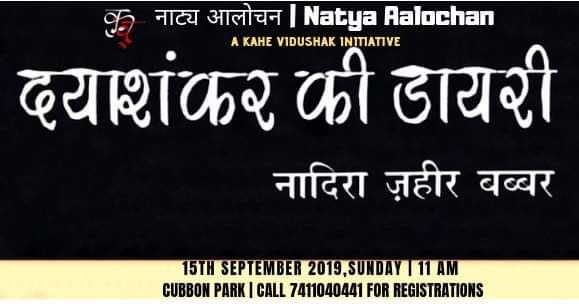 कवि नाट्य आलोचन | Natya Aalochan
A KAHE VIDUSHAK INITIATIVE
दयाशंकर की डायरी
नादिरा ज़हीर बब्बर
15TH SEPTEMBER 2019,SUNDAY | 11 AM
CUBBON PARK | CALL 7411040441 FOR REGISTRATIONS